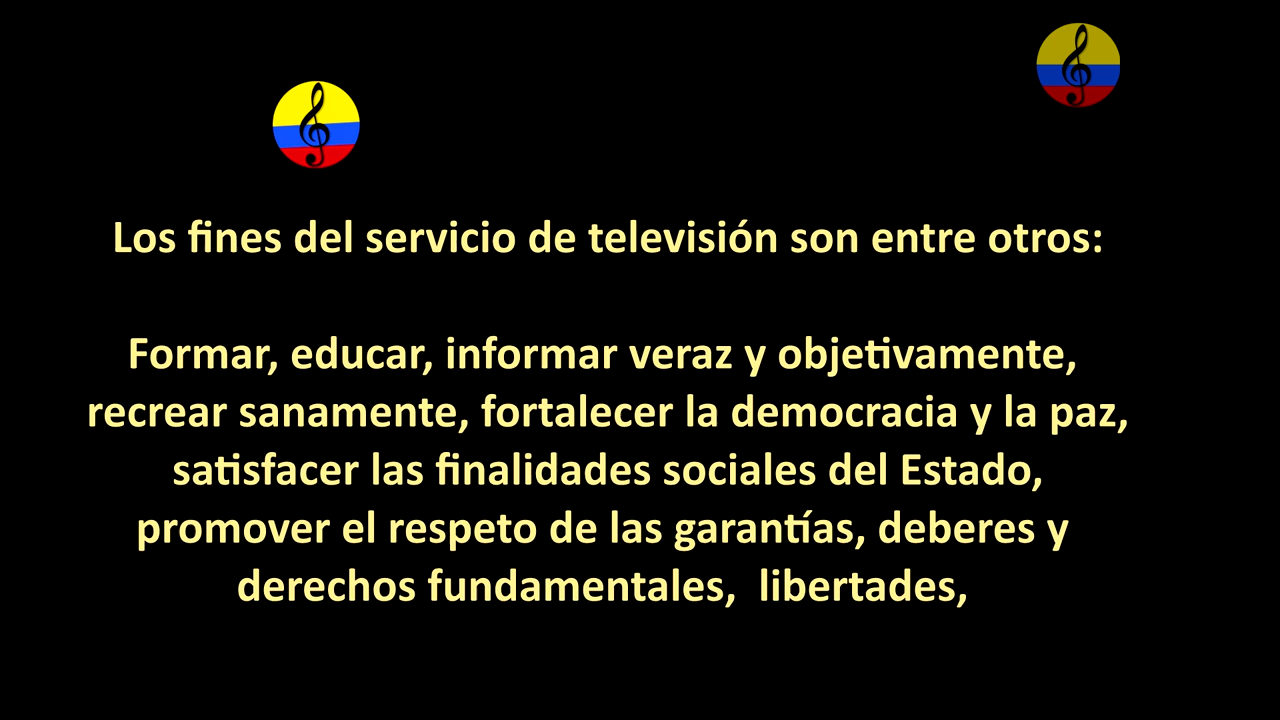 Los fines del servicio de televisión son entre otros:
Formar, educar, informar veraz y objetivamente,
recrear sanamente, fortalecer la democracia y la paz,
satisfacer las finalidades sociales del Estado,
promover el respeto de las garantías, deberes y
derechos fundamentales,  libertades,